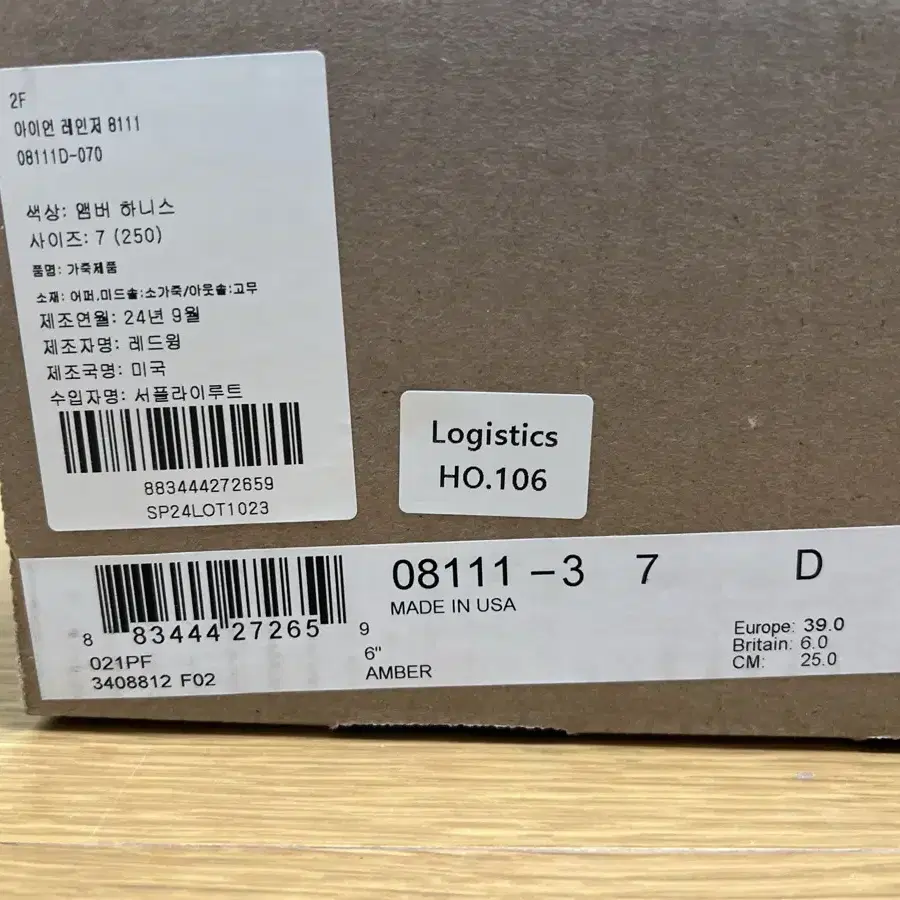 2F
아이언 레인저 8111
08111D-070
색상: 앰버 하니스
사이즈: 7 (250)
품명: 가죽제품
소재: 어퍼,미드솔:소가죽/아웃솔:고무
제조연월: 24년 9월
제조자명: 레드윙
제조국명: 미국
수입자명: 서플라이루트
883444272659
SP24LOT1023
Logistics
HO.106
08111 -3 7 D
MADE IN USA
8 83444 27265 9
021PF
3408812 F02
6"
AMBER
Europe: 39.0
Britain: 6.0
CM: 25.0